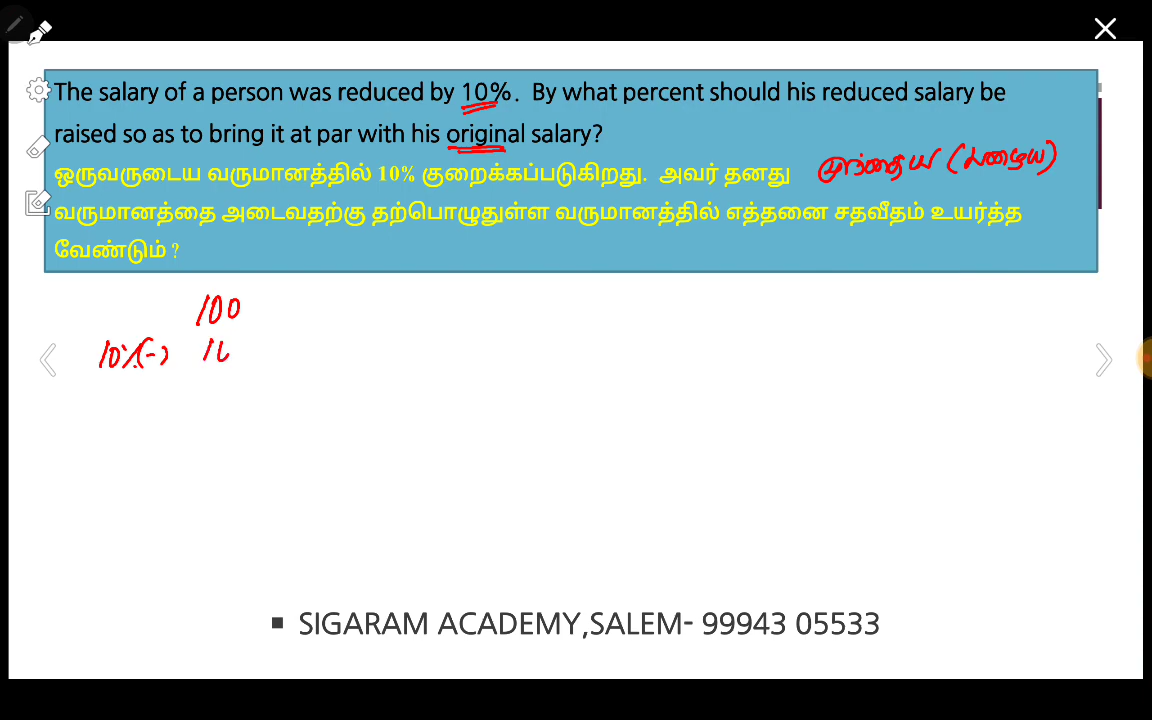 The salary of a person was reduced by 10%. By what percent should his reduced salary be
raised so as to bring it at par with his original salary?
ஒருவருடைய வருமானத்தில் 10% குறைக்கப்படுகிறது. அவர் தனது
முந்தைய (பழைய)
வருமானத்தை அடைவதற்கு தற்பொழுதுள்ள வருமானத்தில் எத்தனை சதவீதம் உயர்த்த
வேண்டும் ?
100
10%(-)
▪ SIGARAM ACADEMY,SALEM- 99943 05533